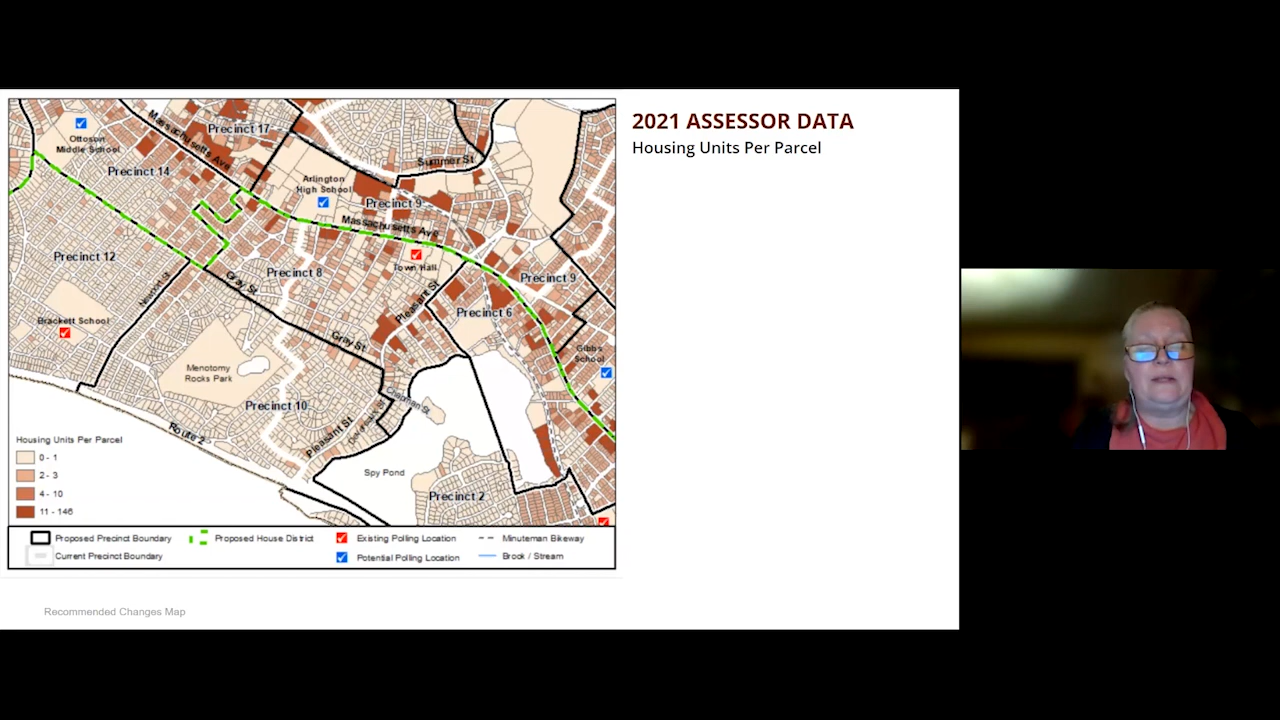 2021 ASSESSOR DATA
Housing Units Per Parcel
Massachusetts Ave
Precinct 17
Ottoson
Middle School
Precinct 14
Summer St
Arlington
High School
Precinct 9
Massachusetts Ave
Town Hall
Precinct 12
Precinct 8
Newport St
Gray St
Precinct 9
Pleasant St
Precinct 6
Brackett School
Gray St
Gibbs
School
Menotomy
Rocks Park
Precinct 10
Chapman St
Pleasant St
Route 2
Spy Pond
Precinct 2
Housing Units Per Parcel
0 - 1
2 - 3
4 - 10
11 - 146
Proposed Precinct Boundary
Proposed House District
Existing Polling Location
Minuteman Bikeway
Current Precinct Boundary
Potential Polling Location
Brook / Stream
Recommended Changes Map